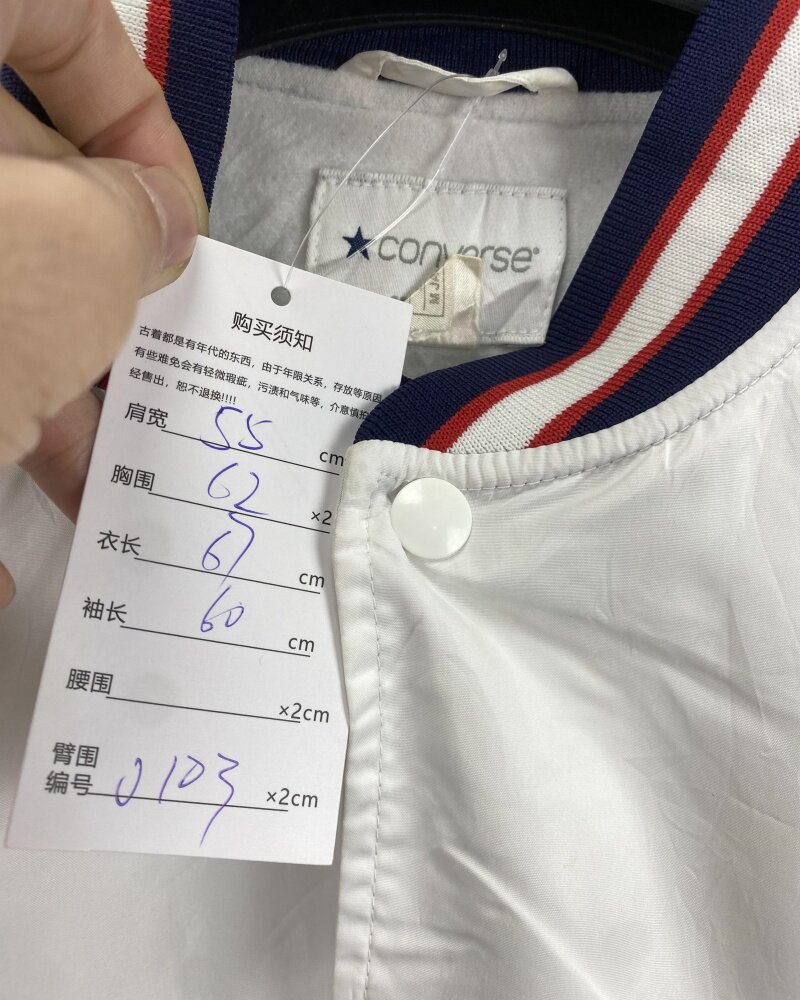 converse
M JA
购买须知
古着都是有年代的东西，由于年限关系，存放等原因
有些难免会有轻微瑕疵，污渍和气味等，介意慎拍
经售出，恕不退换!!!!
肩宽 55 cm
胸围 62 ×2
衣长 67 cm
袖长 60 cm
腰围 ×2cm
臂围
编号 0103 ×2cm